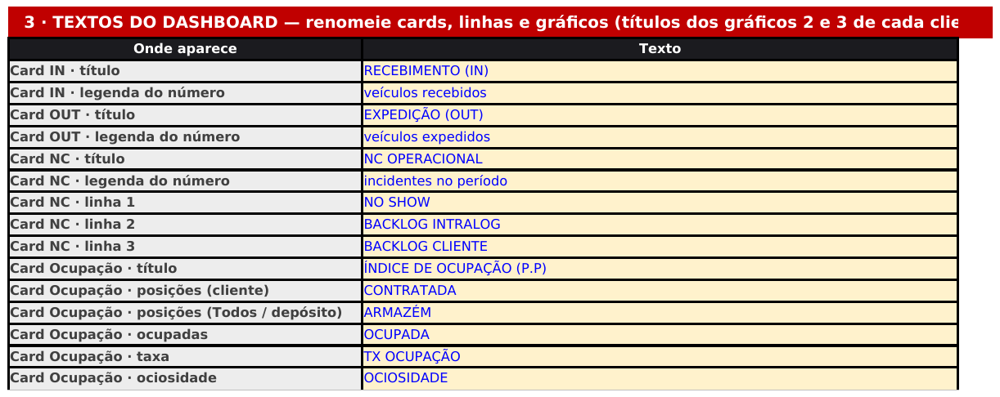 3 · TEXTOS DO DASHBOARD — renomeie cards, linhas e gráficos (títulos dos gráficos 2 e 3 de cada clie
Onde aparece Texto
Card IN · título RECEBIMENTO (IN)
Card IN · legenda do número veículos recebidos
Card OUT · título EXPEDIÇÃO (OUT)
Card OUT · legenda do número veículos expedidos
Card NC · título NC OPERACIONAL
Card NC · legenda do número incidentes no período
Card NC · linha 1 NO SHOW
Card NC · linha 2 BACKLOG INTRALOG
Card NC · linha 3 BACKLOG CLIENTE
Card Ocupação · título ÍNDICE DE OCUPAÇÃO (P.P)
Card Ocupação · posições (cliente) CONTRATADA
Card Ocupação · posições (Todos / depósito) ARMAZÉM
Card Ocupação · ocupadas OCUPADA
Card Ocupação · taxa TX OCUPAÇÃO
Card Ocupação · ociosidade OCIOSIDADE